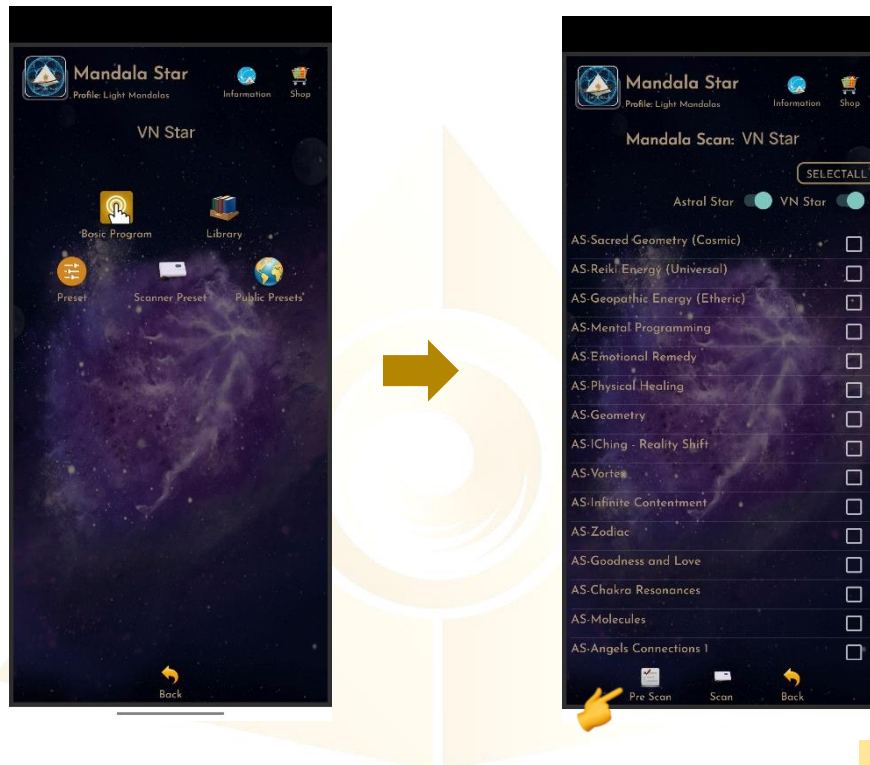 Mandala Star
Profile: Light Mandalas
Information
Shop
VN Star
Basic Program
Library
Preset
Scanner Preset
Public Presets
Back
Mandala Star
Profile: Light Mandalas
Information
Shop
Mandala Scan: VN Star
SELECTALL
Astral Star
VN Star
AS-Sacred Geometry (Cosmic)
AS-Reiki Energy (Universal)
AS-Geopathic Energy (Etheric)
AS-Mental Programming
AS-Emotional Remedy
AS-Physical Healing
AS-Geometry
AS-IChing - Reality Shift
AS-Vortex
AS-Infinite Contentment
AS-Zodiac
AS-Goodness and Love
AS-Chakra Resonances
AS-Molecules
AS-Angels Connections 1
Pre Scan
Scan
Back